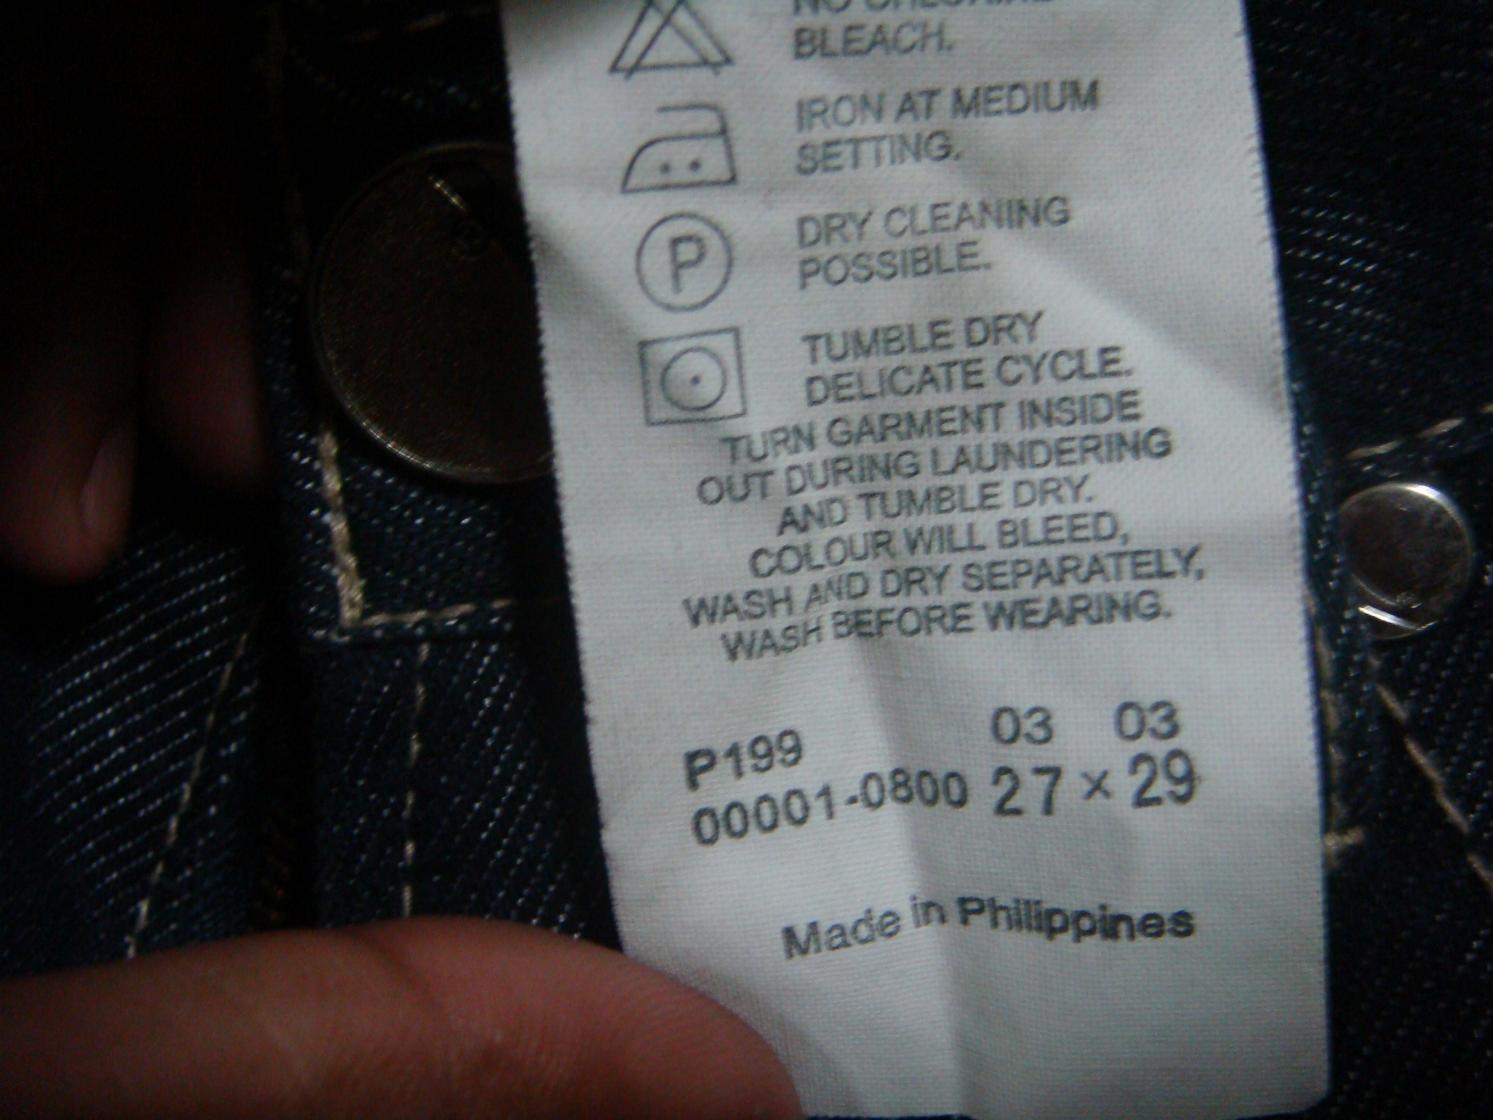 NO CHLORINE
BLEACH.
IRON AT MEDIUM
SETTING.
P
DRY CLEANING
POSSIBLE.
TUMBLE DRY
DELICATE CYCLE.
TURN GARMENT INSIDE
OUT DURING LAUNDERING
AND TUMBLE DRY.
COLOUR WILL BLEED,
WASH AND DRY SEPARATELY,
WASH BEFORE WEARING.
P199 03 03
00001-0800 27 × 29
Made in Philippines